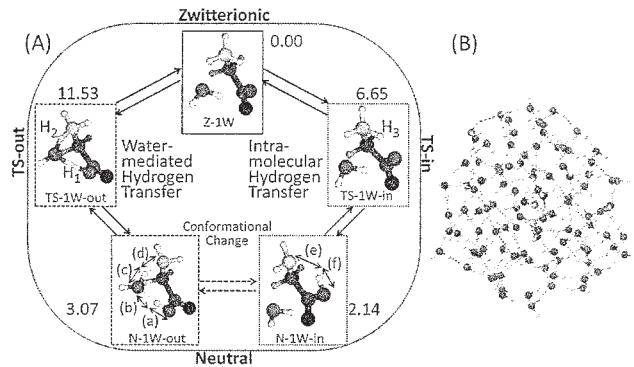 Zwitterionic
(A)
(B)
0.00
Z-1W
11.53
6.65
TS-out
TS-in
H2
H1
TS-1W-out
H3
TS-1W-in
Water-
mediated
Hydrogen
Transfer
Intra-
molecular
Hydrogen
Transfer
Conformational
Change
(d)
(c)
(b)
(a)
N-1W-out
(e)
(f)
N-1W-in
3.07
2.14
Neutral